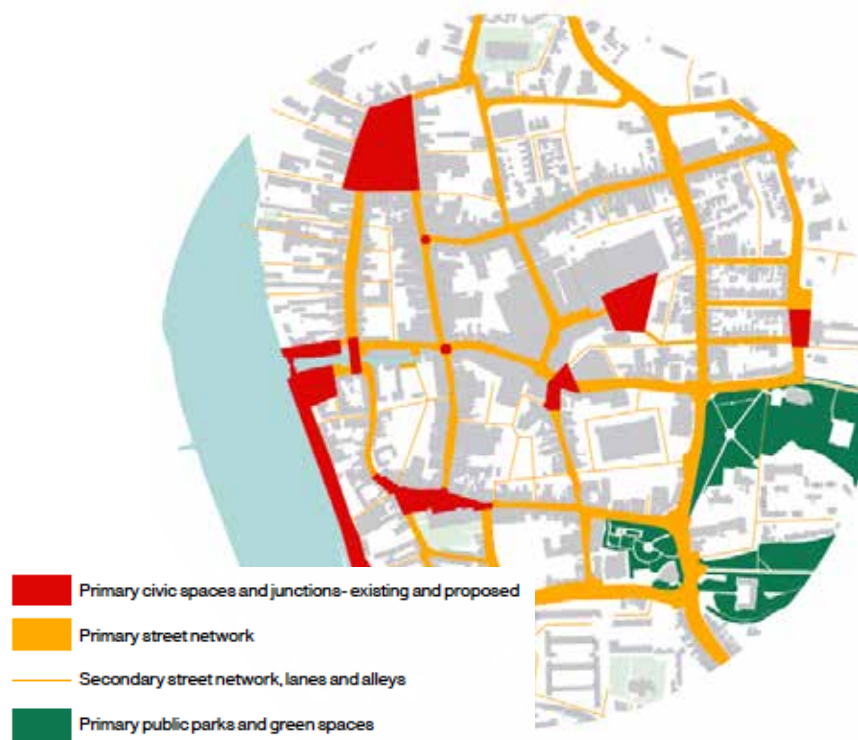 Primary civic spaces and junctions- existing and proposed
Primary street network
Secondary street network, lanes and alleys
Primary public parks and green spaces